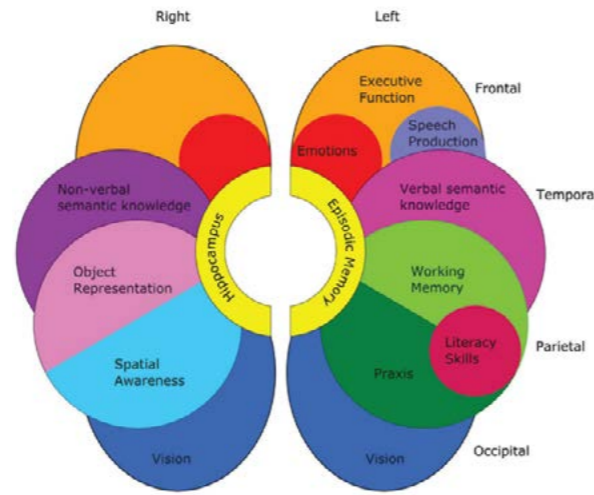 Right
Left
Executive
Function
Frontal
Speech
Production
Emotions
Non-verbal
semantic knowledge
Verbal semantic
knowledge
Tempora
Hippocampus
Episodic Memory
Object
Representation
Working
Memory
Literacy
Skills
Parietal
Spatial
Awareness
Praxis
Vision
Vision
Occipital